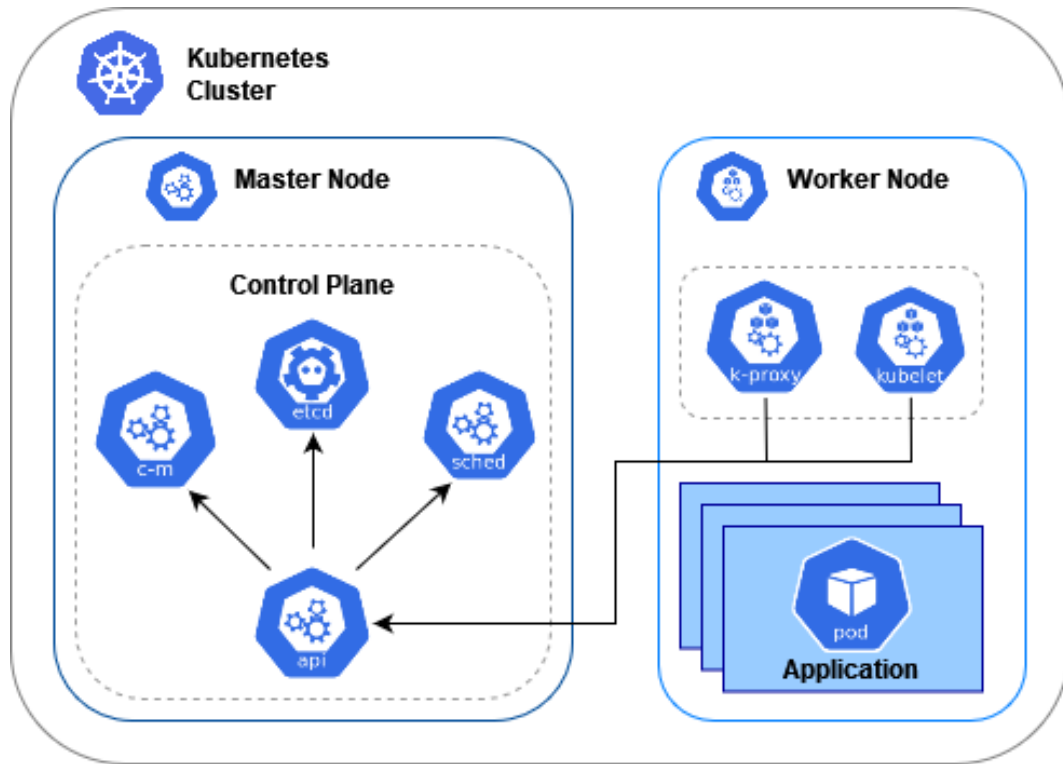 Kubernetes
Cluster
Master Node
Worker Node
Control Plane
etcd
c-m
sched
api
k-proxy
kubelet
pod
Application